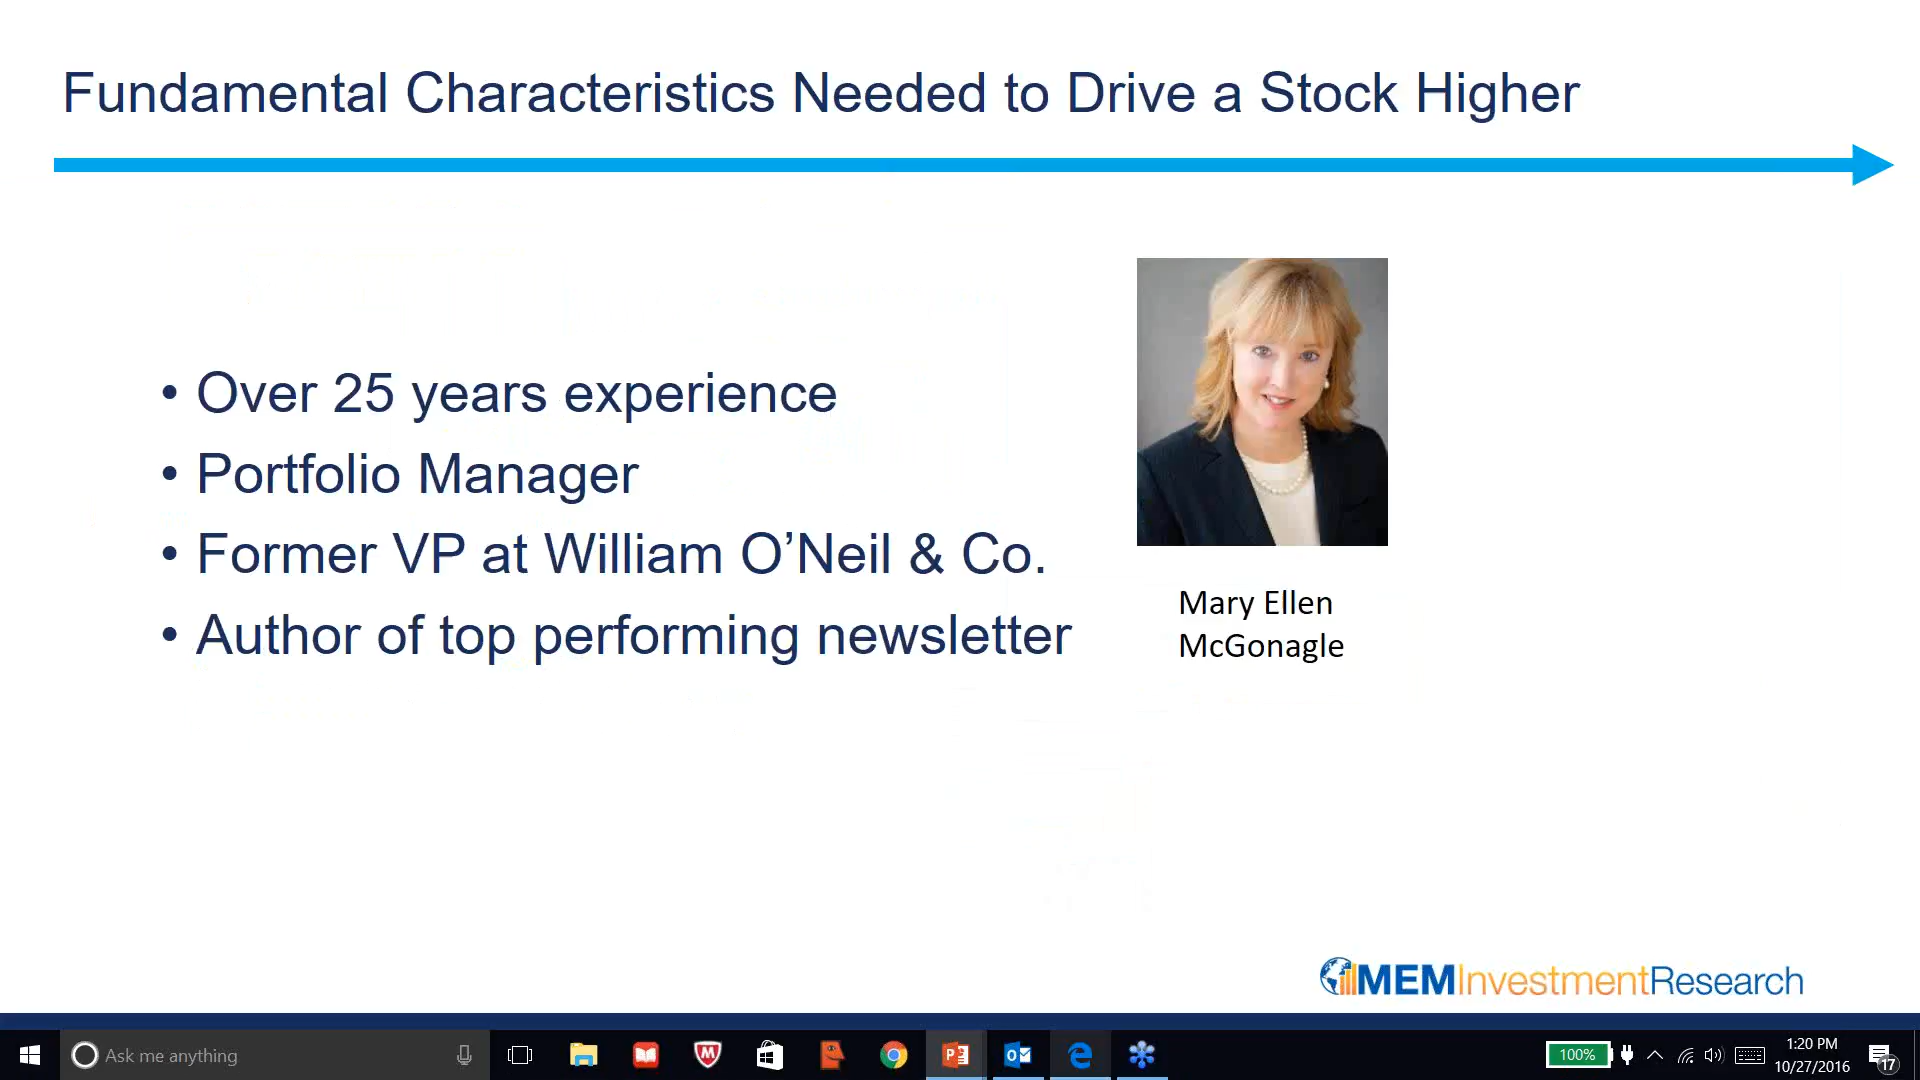 Fundamental Characteristics Needed to Drive a Stock Higher
• Over 25 years experience
• Portfolio Manager
• Former VP at William O’Neil & Co.
• Author of top performing newsletter
Mary Ellen
McGonagle
MEMInvestmentResearch
Ask me anything
100%
1:20 PM
10/27/2016
17